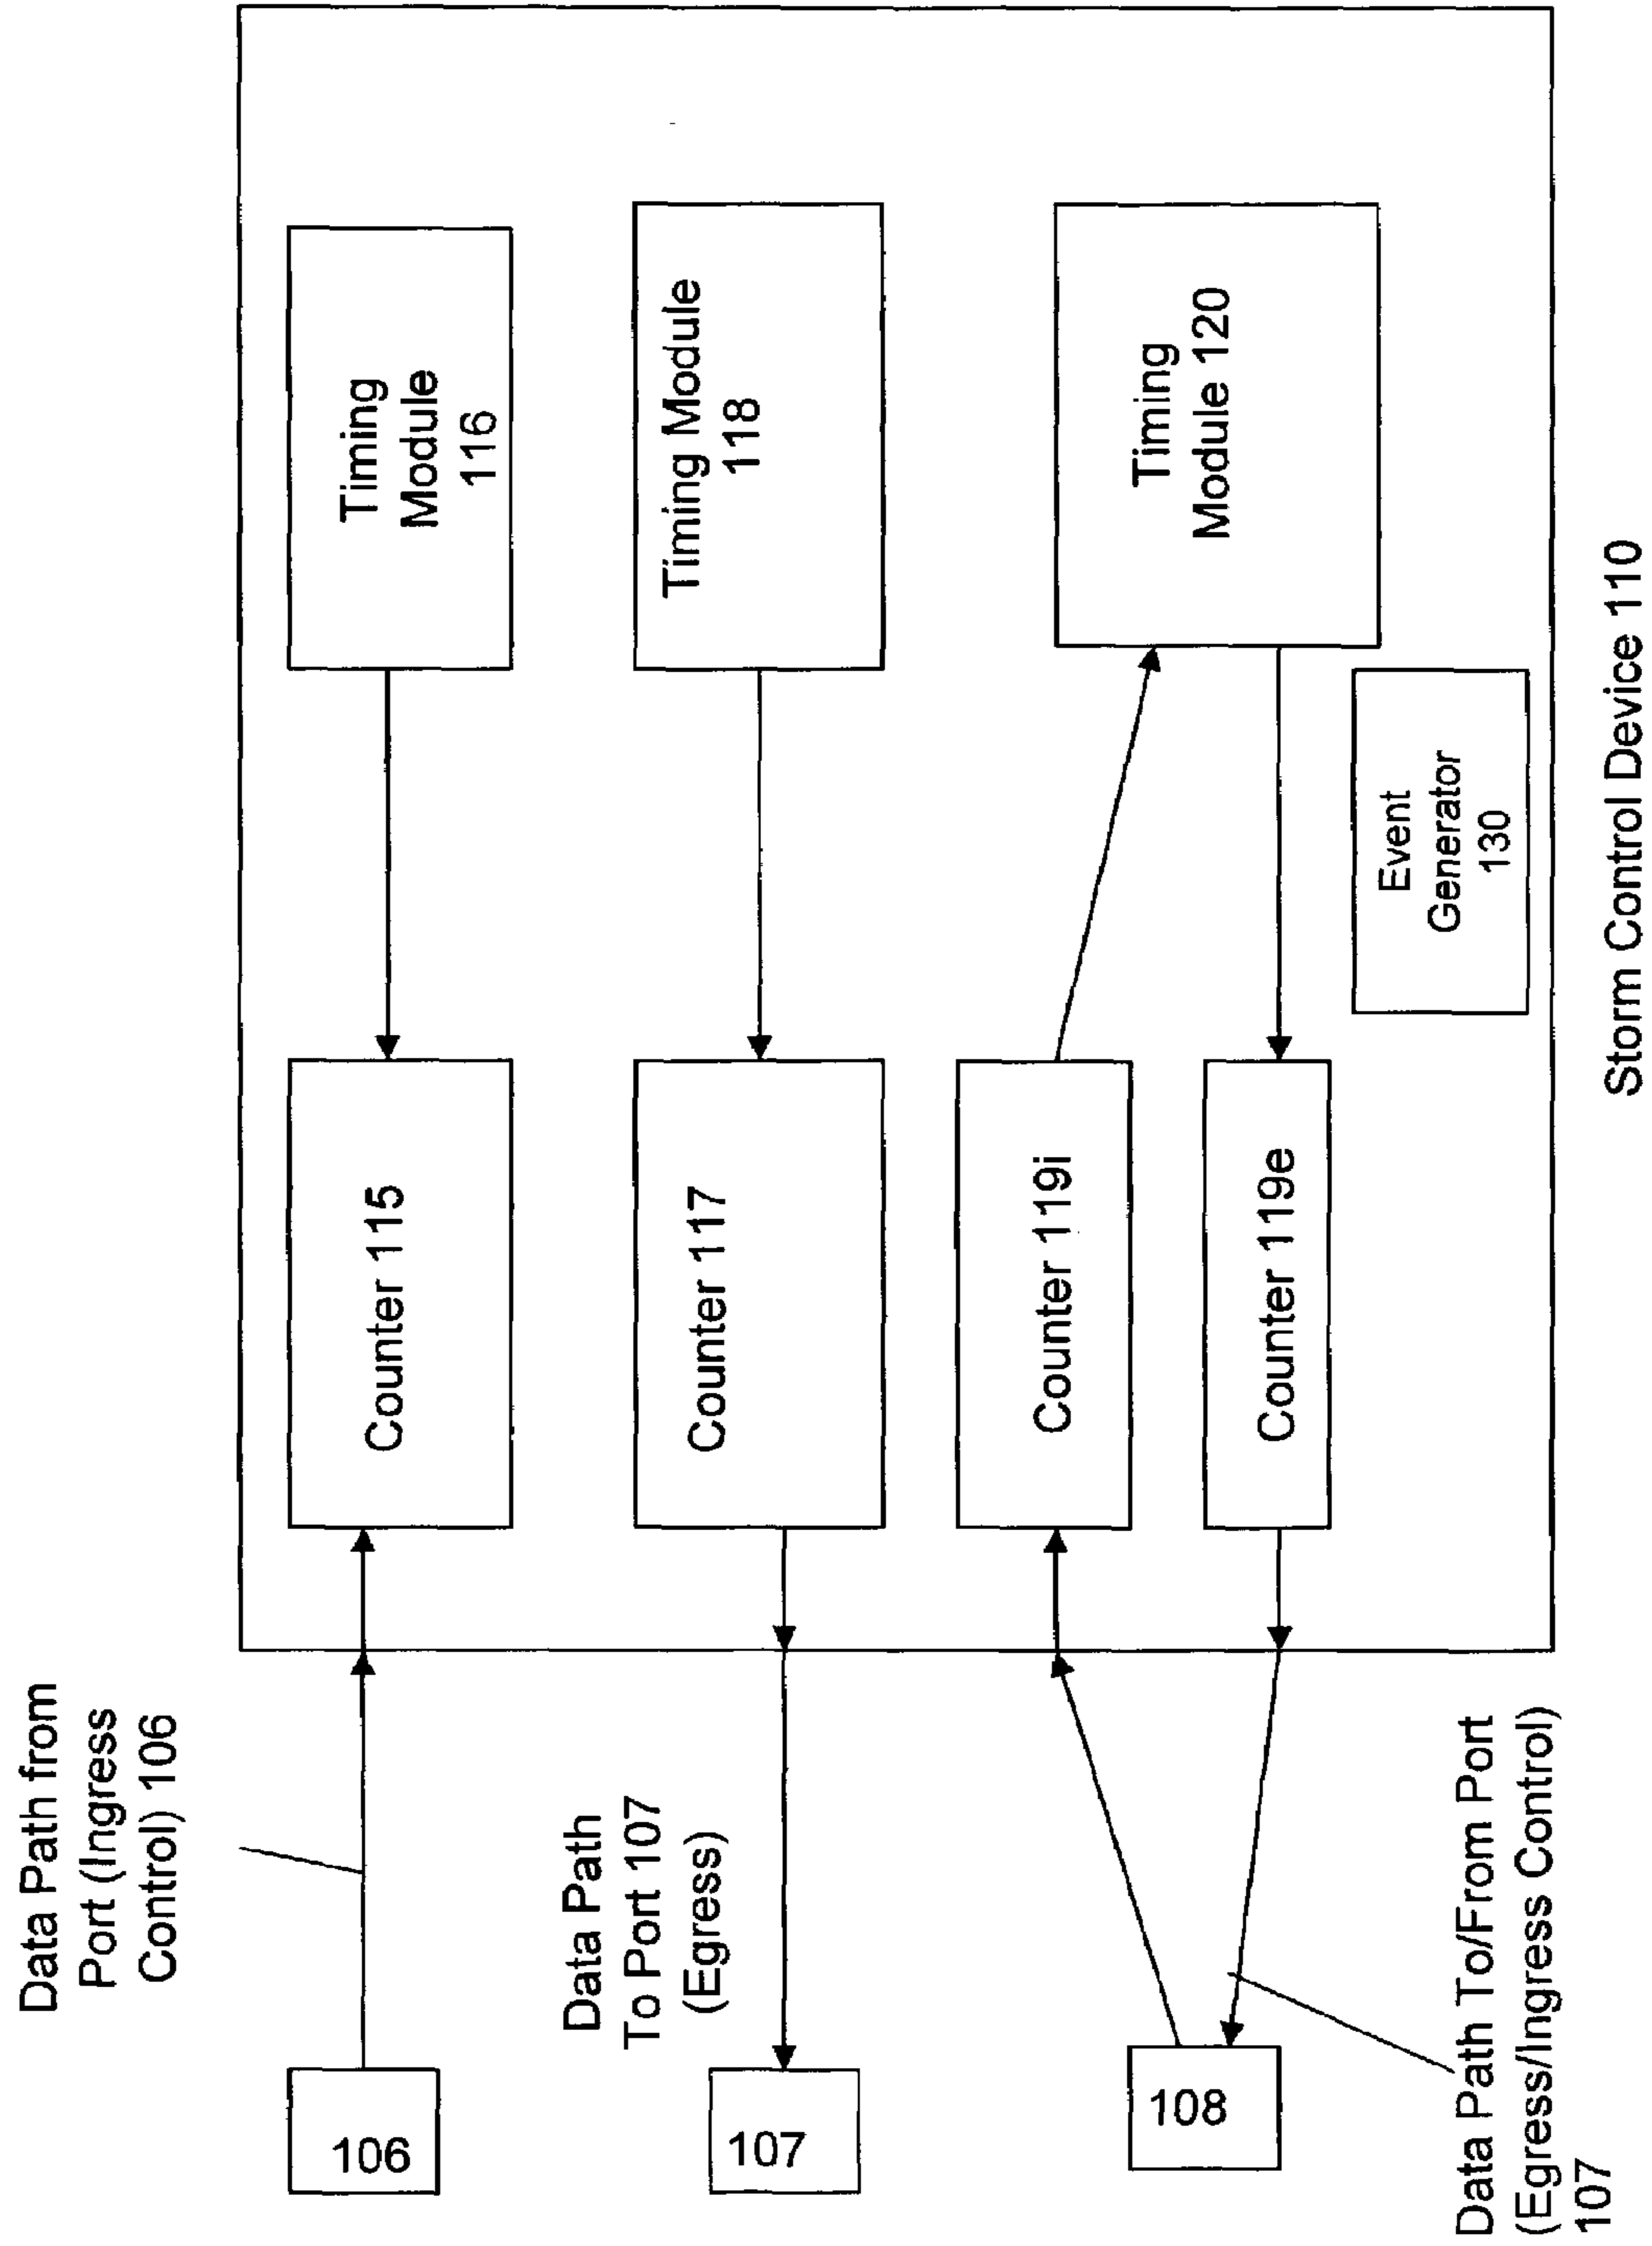 Data Path from
Port (Ingress
Control) 106
106
Counter 115
Timing
Module
116
Data Path
To Port 107
(Egress)
107
Counter 117
Timing Module
118
108
Counter 119i
Counter 119e
Timing
Module 120
Event
Generator
130
Data Path To/From Port
(Egress/Ingress Control)
107
Storm Control Device 110